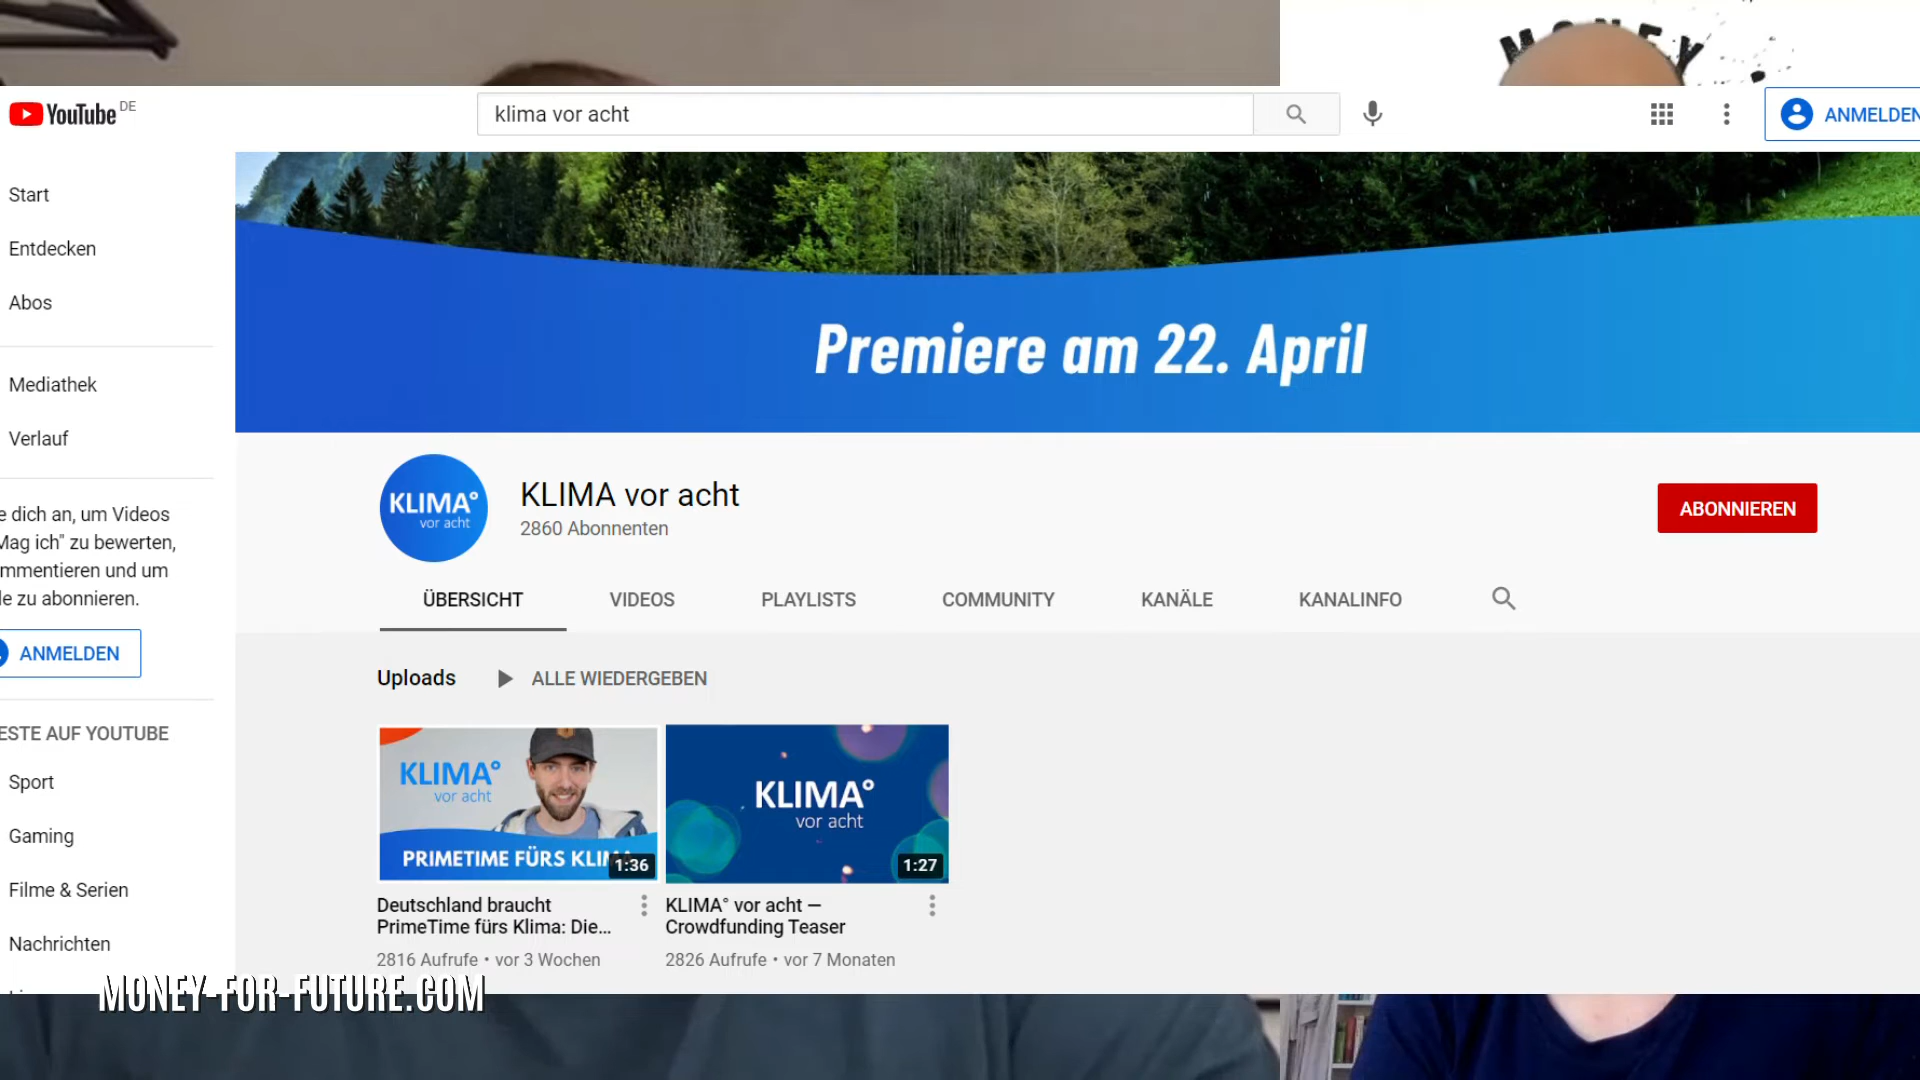 MONEY
YouTube DE
klima vor acht
ANMELDEN
Start
Entdecken
Abos
Mediathek
Verlauf
e dich an, um Videos
Mag ich" zu bewerten,
mmentieren und um
le zu abonnieren.
ANMELDEN
ESTE AUF YOUTUBE
Sport
Gaming
Filme & Serien
Nachrichten
Premiere am 22. April
KLIMA°
vor acht
KLIMA vor acht
2860 Abonnenten
ABONNIEREN
ÜBERSICHT VIDEOS PLAYLISTS COMMUNITY KANÄLE KANALINFO
Uploads ALLE WIEDERGEBEN
KLIMA°
vor acht
PRIMETIME FÜRS KLIMA
1:36
KLIMA°
vor acht
1:27
Deutschland braucht
PrimeTime fürs Klima: Die...
2816 Aufrufe • vor 3 Wochen
KLIMA° vor acht –
Crowdfunding Teaser
2826 Aufrufe • vor 7 Monaten
MONEY-FOR-FUTURE.COM